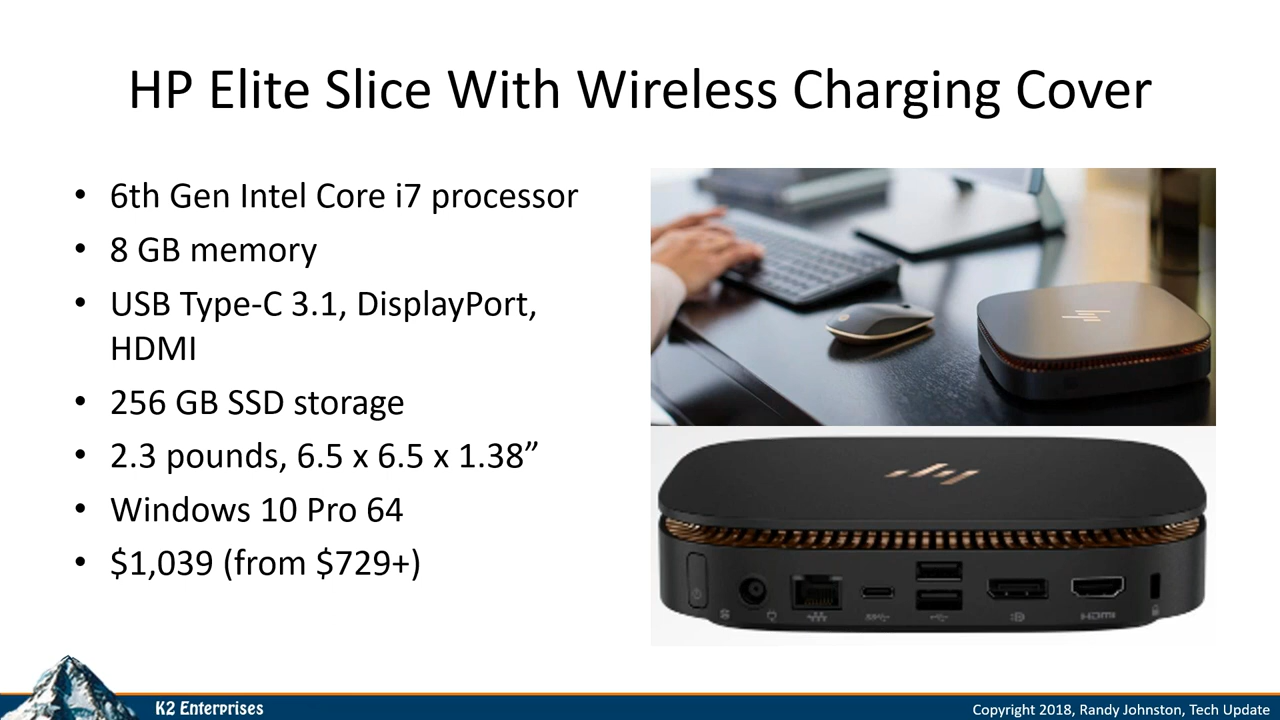 HP Elite Slice With Wireless Charging Cover
• 6th Gen Intel Core i7 processor
• 8 GB memory
• USB Type-C 3.1, DisplayPort,
HDMI
• 256 GB SSD storage
• 2.3 pounds, 6.5 x 6.5 x 1.38”
• Windows 10 Pro 64
• $1,039 (from $729+)
hp
hp
HDMI
K2 Enterprises
Copyright 2018, Randy Johnston, Tech Update